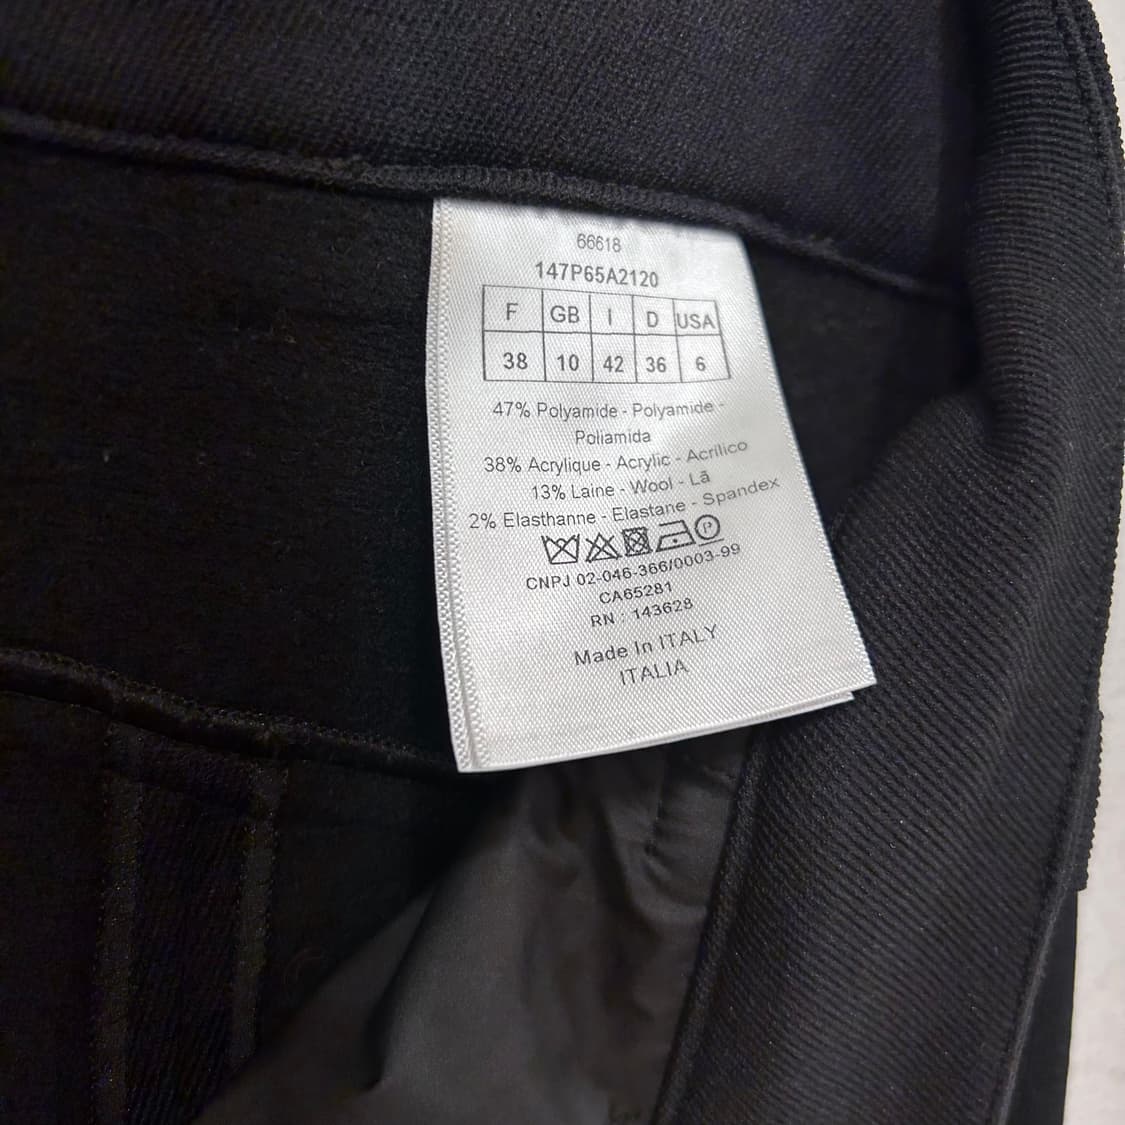 66618
147P65A2120
F GB I D USA
38 10 42 36 6
47% Polyamide - Polyamide -
Poliamida
38% Acrylique - Acrylic - Acrílico
13% Laine - Wool - Lã
2% Elasthanne - Elastane - Spandex
P
CNPJ 02-046-366/0003-99
CA65281
RN : 143628
Made In ITALY
ITALIA